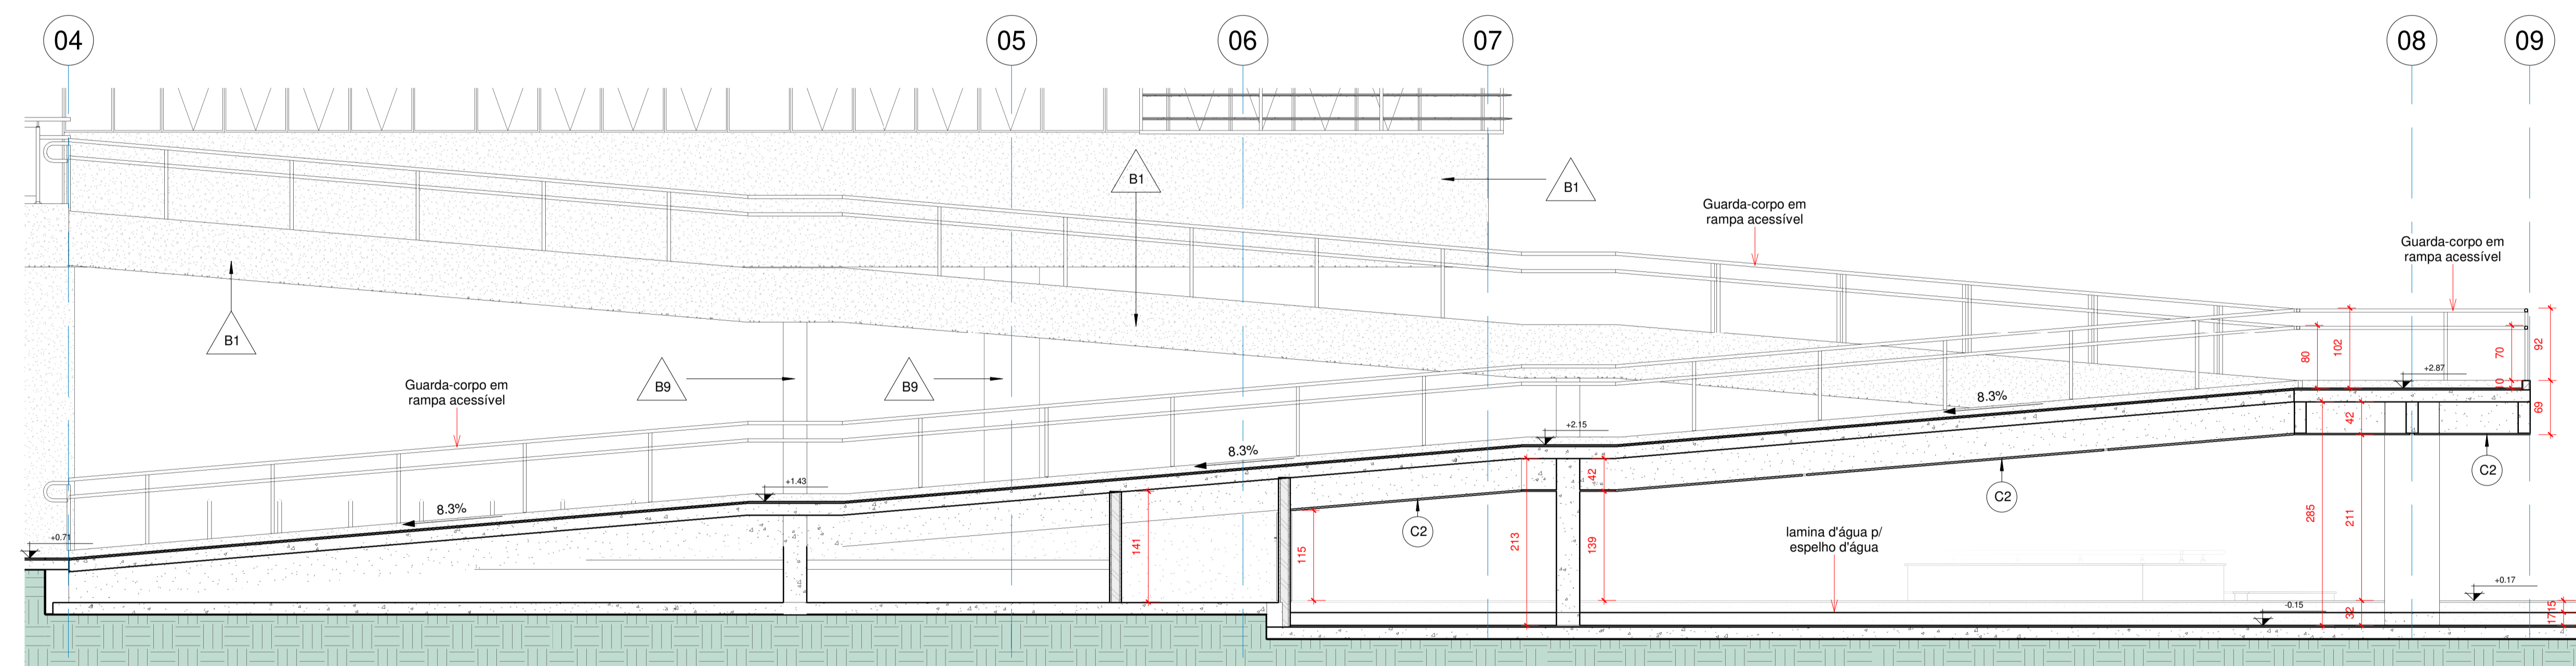 04
05
06
07
08
09
B1
B1
Guarda-corpo em
rampa acessível
Guarda-corpo em
rampa acessível
B1
B9
B9
Guarda-corpo em
rampa acessível
80
102
70
92
+2.87
10
69
42
8.3%
+2.15
8.3%
C2
42
C2
+1.43
8.3%
C2
285
211
lamina d'água p/
espelho d'água
+0.71
141
115
213
139
+0.17
-0.15
32
15
17